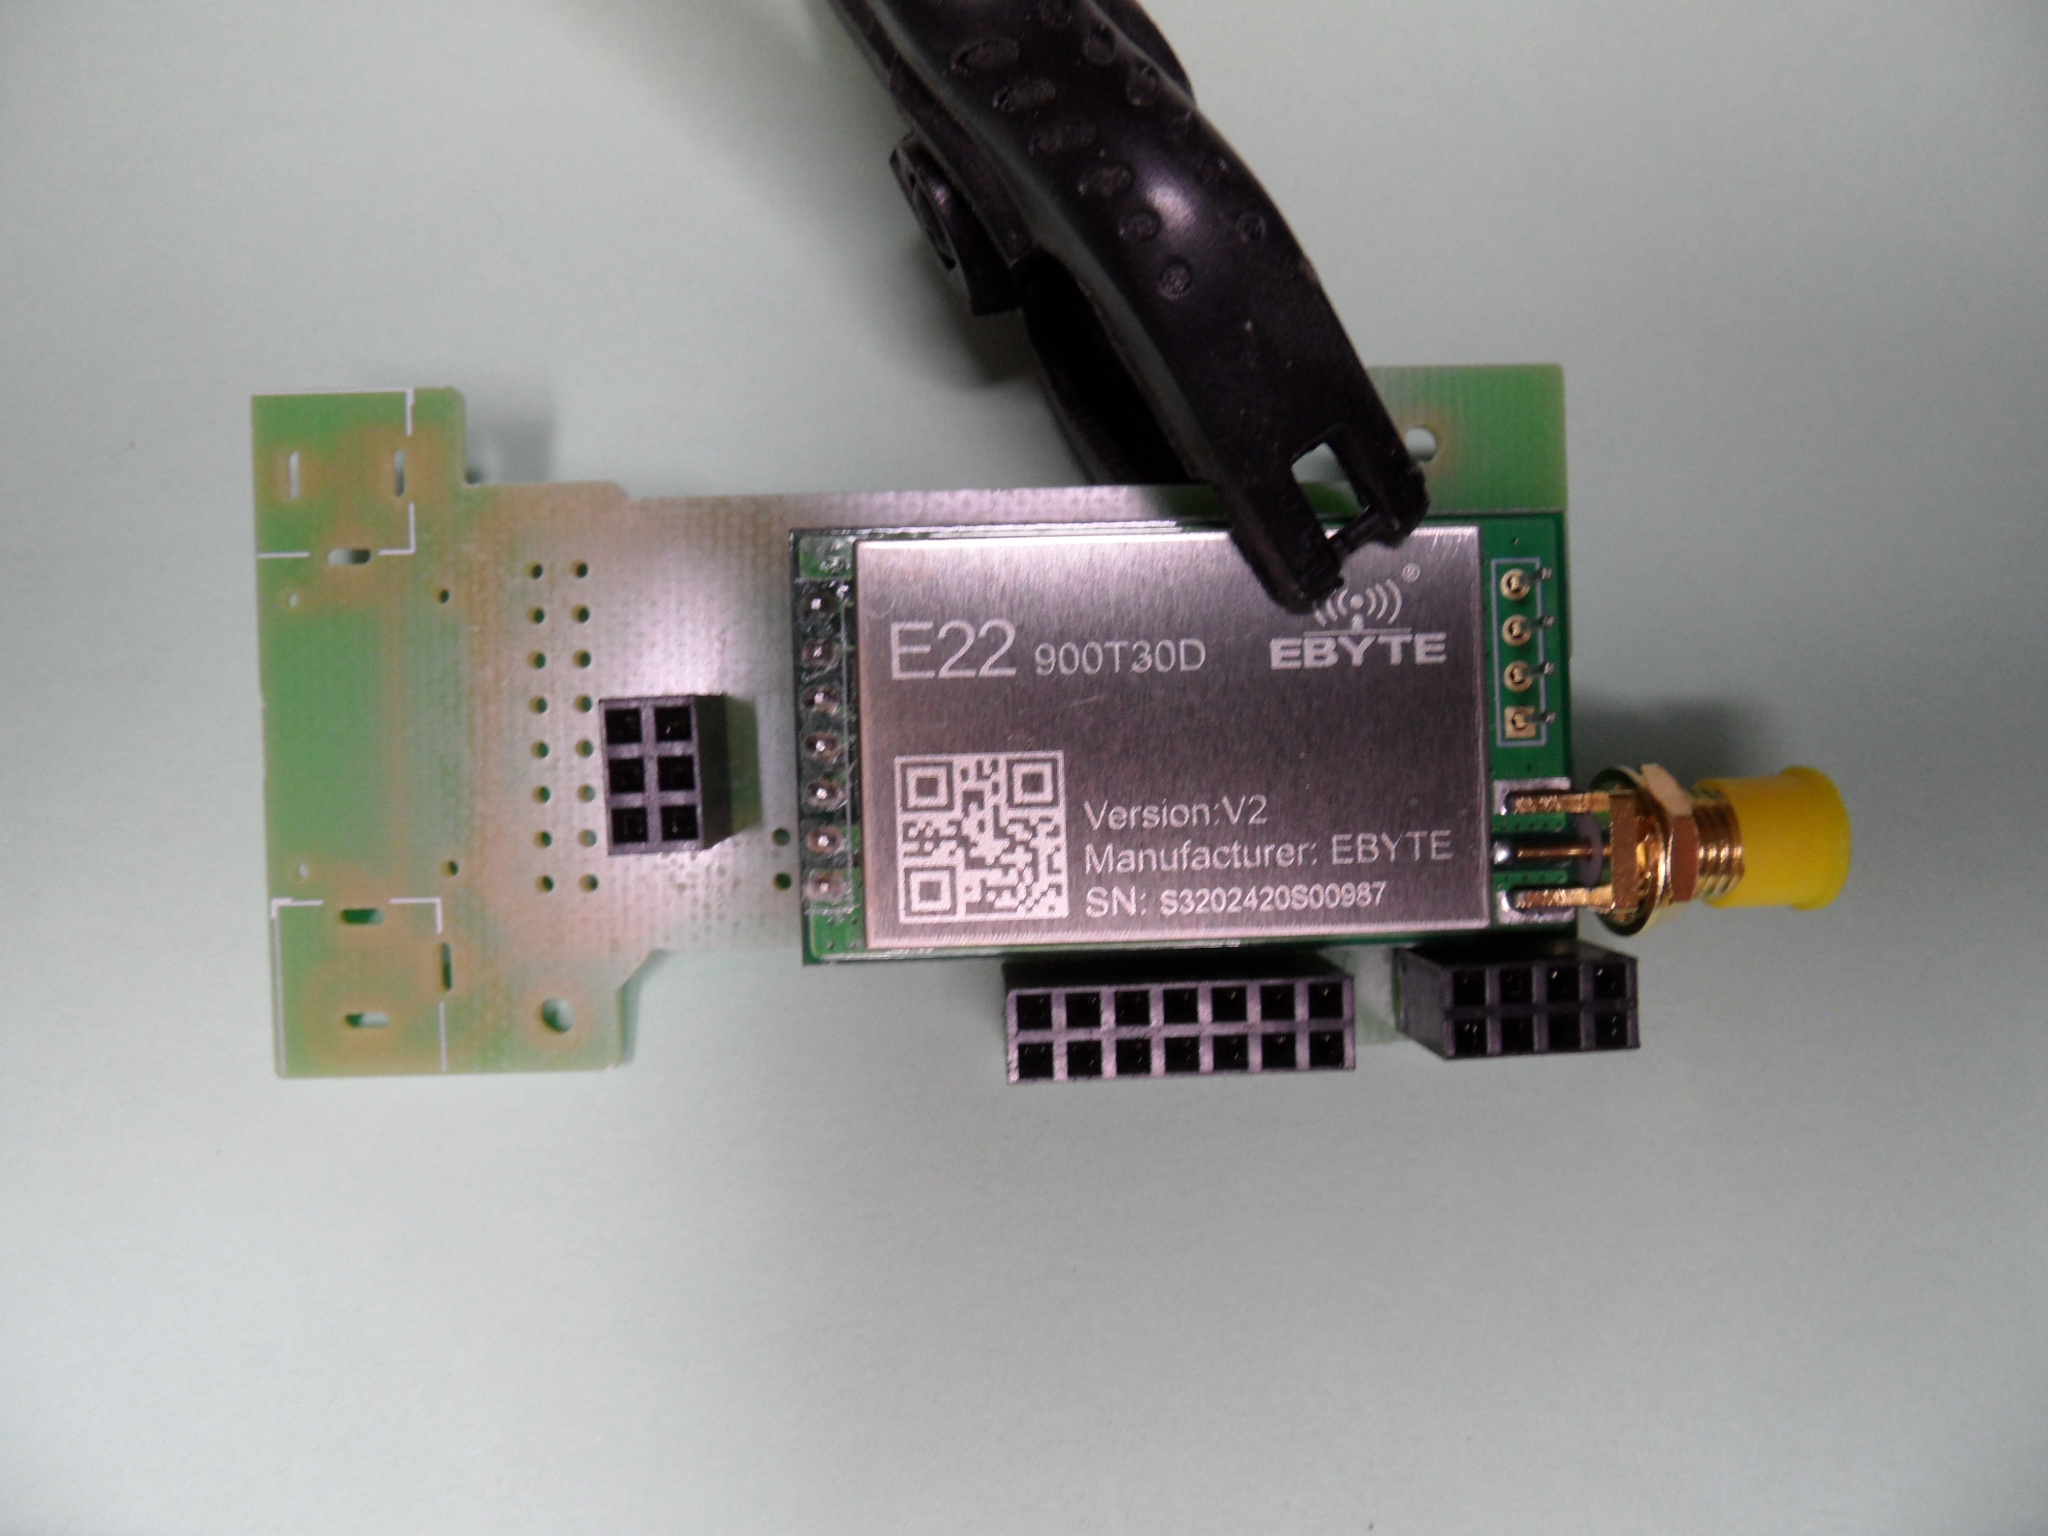 E22 900T30D
®
EBYTE
Version:V2
Manufacturer: EBYTE
SN: S3202420S00987